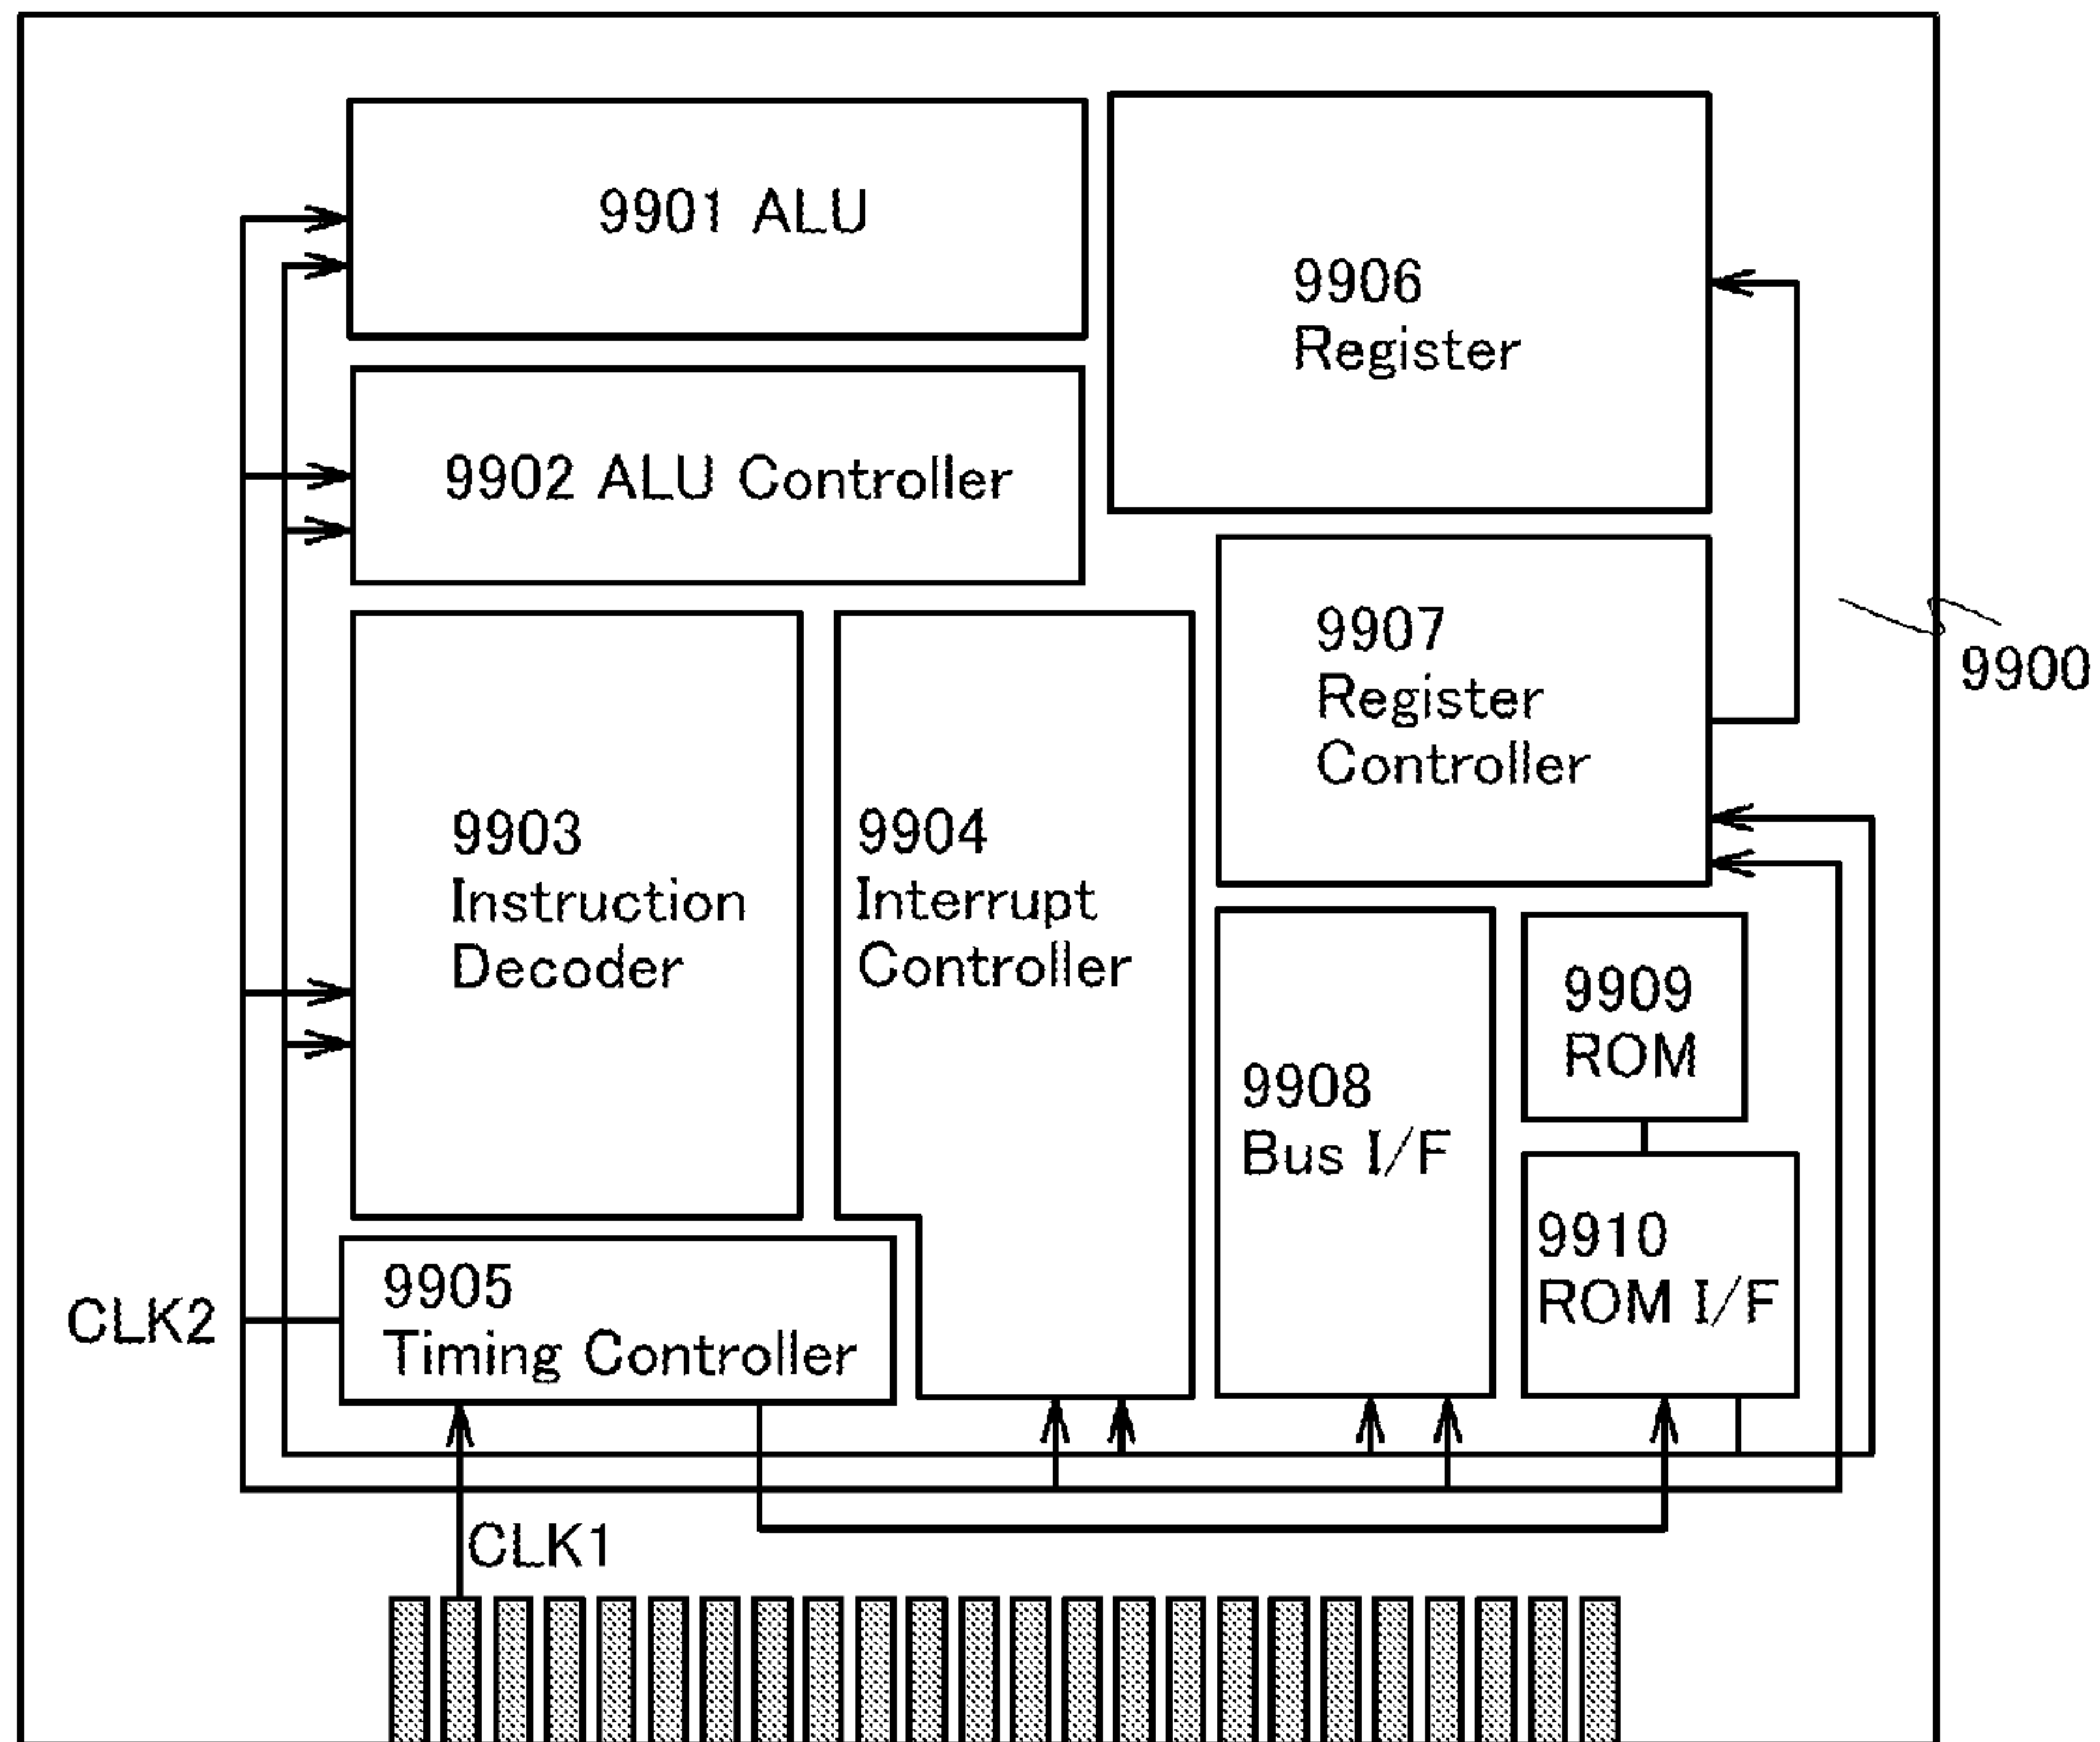 9901 ALU
9906
Register
9902 ALU Controller
9907
Register
Controller
9900
9903
Instruction
Decoder
9904
Interrupt
Controller
9908
Bus I/F
9909
ROM
9910
ROM I/F
9905
Timing Controller
CLK2
CLK1